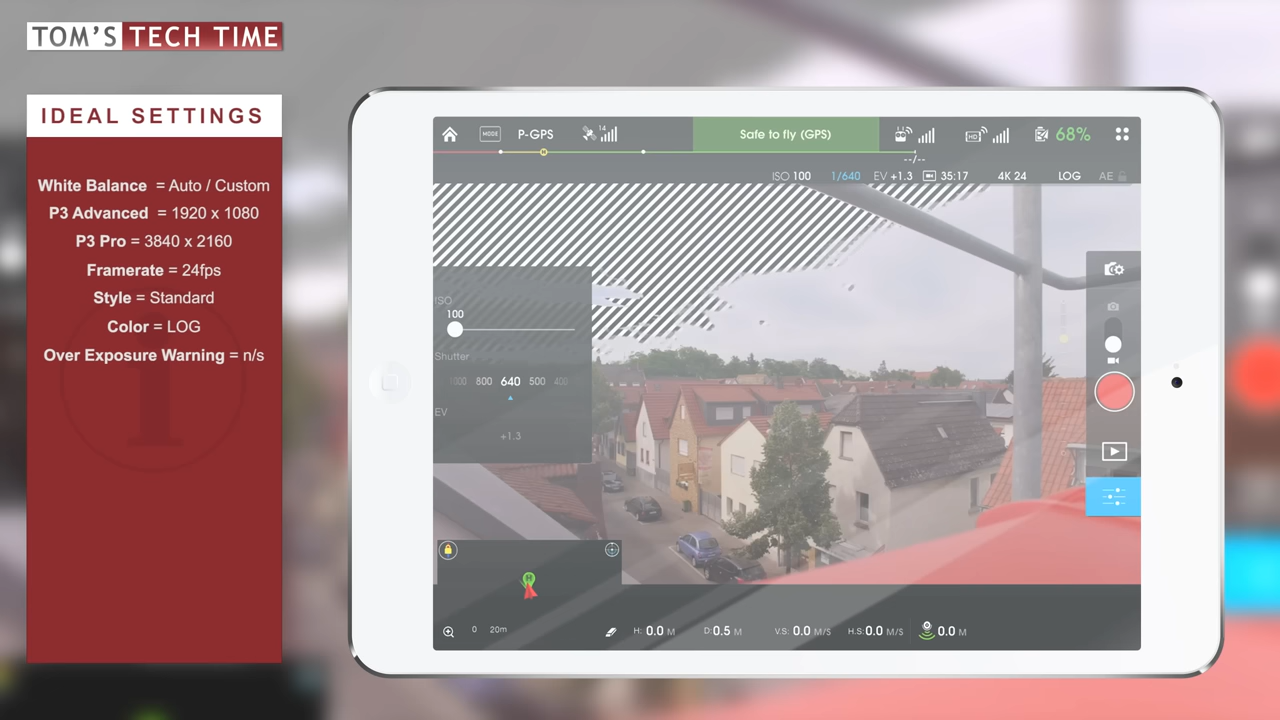 TOM'S TECH TIME
IDEAL SETTINGS
White Balance = Auto / Custom
P3 Advanced = 1920 x 1080
P3 Pro = 3840 x 2160
Framerate = 24fps
Style = Standard
Color = LOG
Over Exposure Warning = n/s
MODE P-GPS 14 Safe to fly (GPS) HD 68%
H
--/--
ISO 100 1/640 EV +1.3 35:17 4K 24 LOG AE
ISO
100
Shutter
1000 800 640 500 400
EV
+1.3
H
0 20m H: 0.0 M D:0.5 M V.S: 0.0 M/S H.S:0.0 M/S 0.0 M